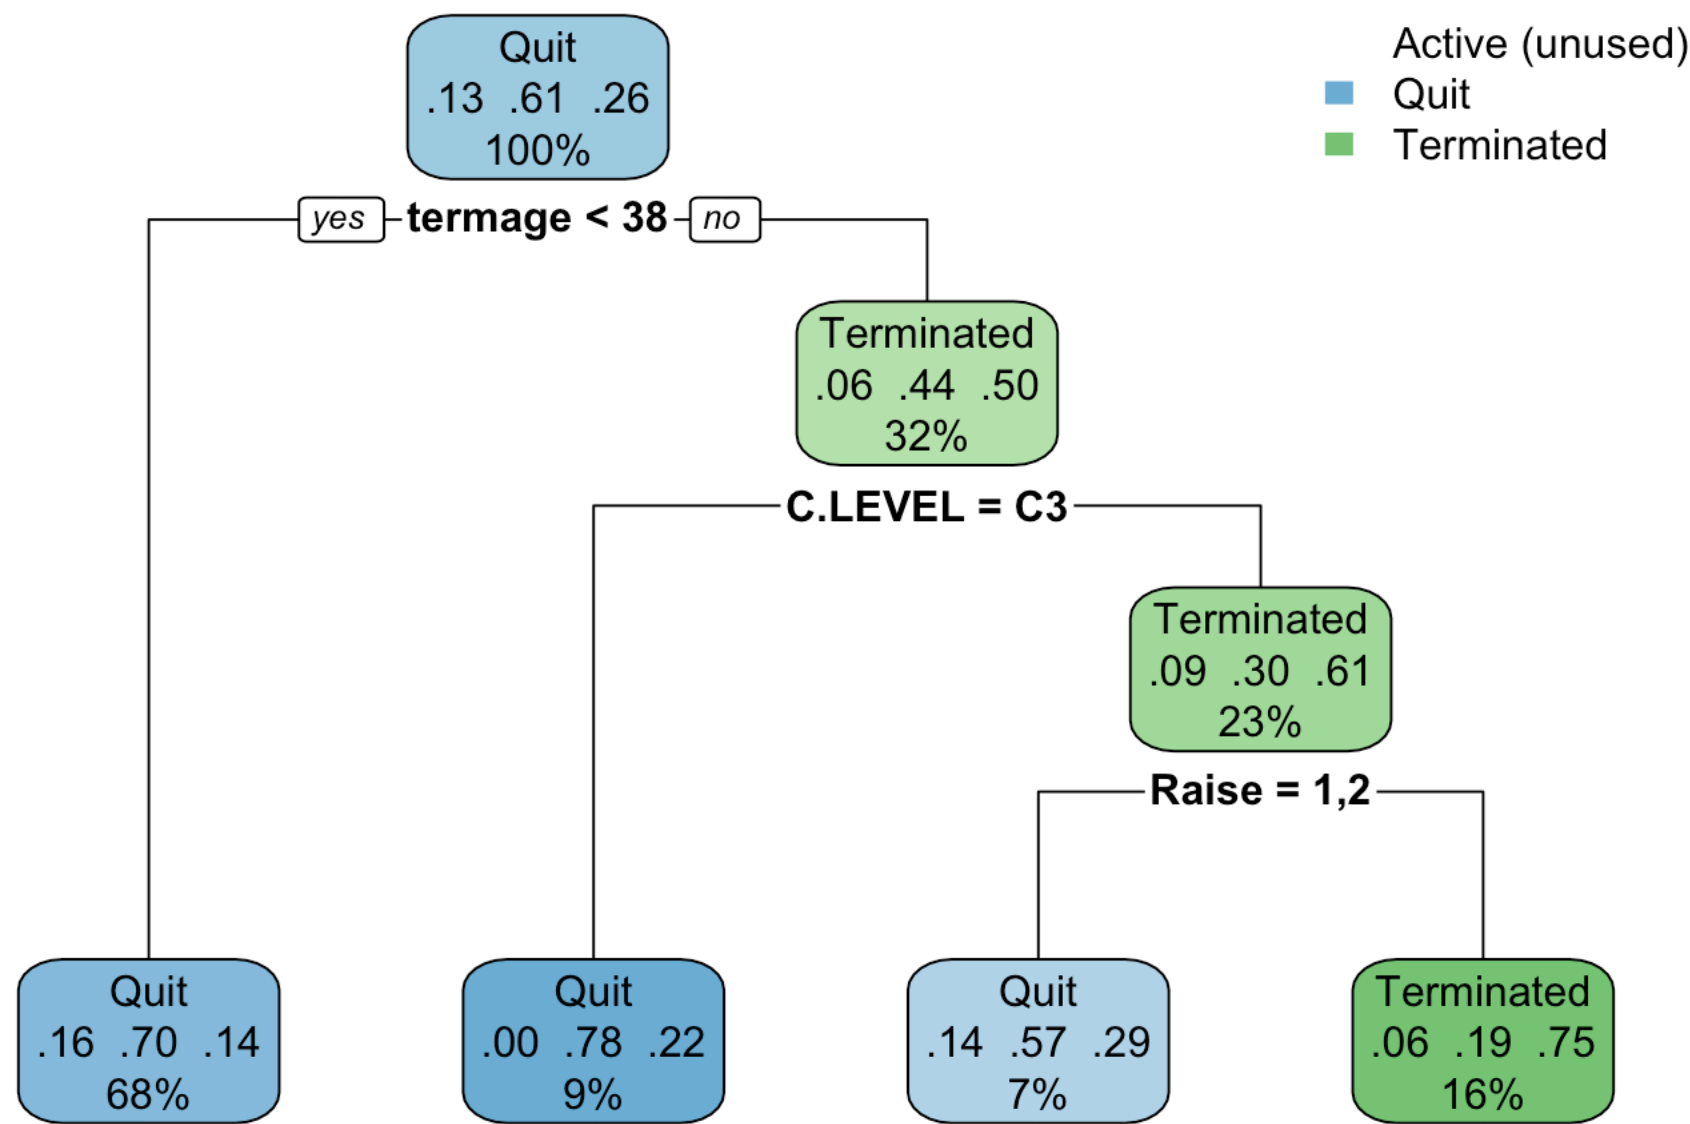 Quit
.13 .61 .26
100%
Active (unused)
Quit
Terminated
yes termage < 38 no
Terminated
.06 .44 .50
32%
C.LEVEL = C3
Terminated
.09 .30 .61
23%
Raise = 1,2
Quit
.16 .70 .14
68%
Quit
.00 .78 .22
9%
Quit
.14 .57 .29
7%
Terminated
.06 .19 .75
16%